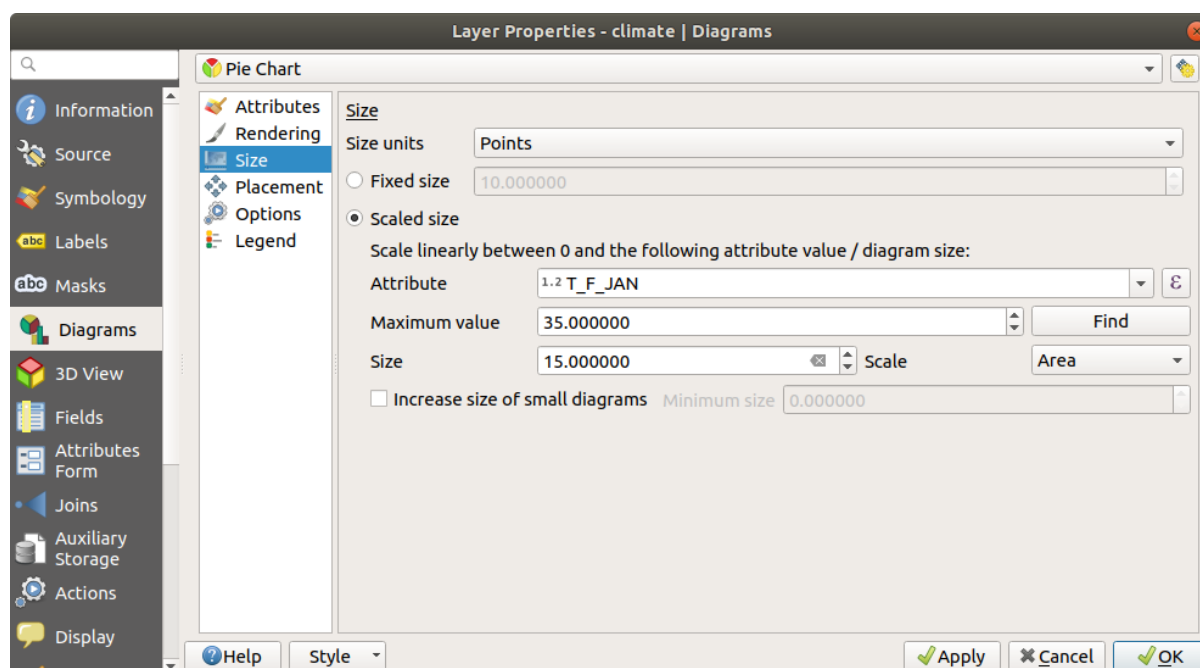 Layer Properties - climate | Diagrams
Information
Source
Symbology
abc Labels
abc Masks
Diagrams
3D View
Fields
Attributes
Form
Joins
Auxiliary
Storage
Actions
Display
Pie Chart
Attributes
Rendering
Size
Placement
Options
Legend
Size
Size units Points
Fixed size 10.000000
Scaled size
Scale linearly between 0 and the following attribute value / diagram size:
Attribute 1.2 T_F_JAN ε
Maximum value 35.000000 Find
Size 15.000000 Scale Area
Increase size of small diagrams Minimum size 0.000000
Help Style Apply Cancel OK